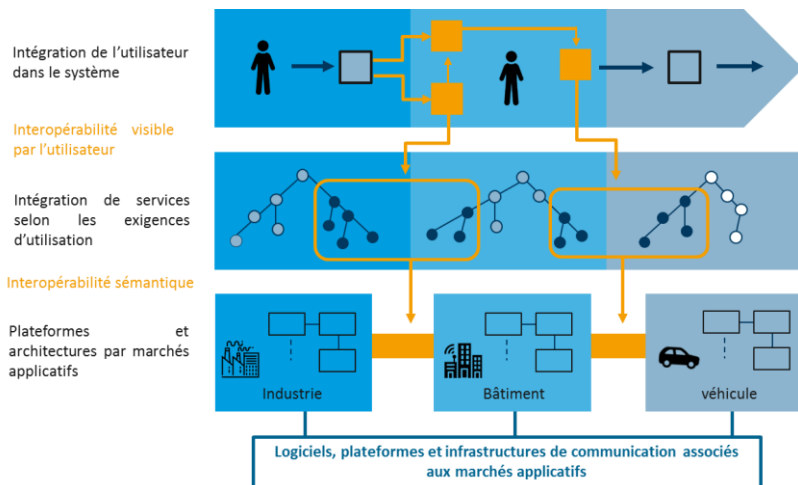 Intégration de l’utilisateur
dans le système
Interopérabilité visible
par l’utilisateur
Intégration de services
selon les exigences
d’utilisation
Interopérabilité sémantique
Plateformes et
architectures par marchés
applicatifs
Industrie
Bâtiment
véhicule
Logiciels, plateformes et infrastructures de communication associés
aux marchés applicatifs